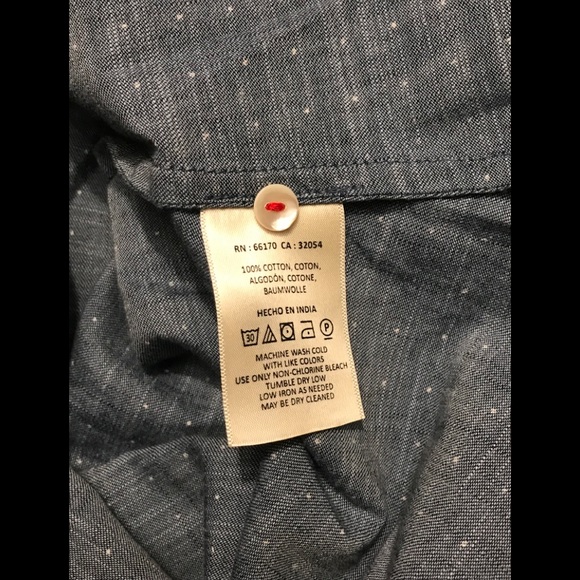 RN : 66170 CA : 32054
100% COTTON, COTON,
ALGODÓN, COTONE,
BAUMWOLLE
HECHO EN INDIA
30 P
MACHINE WASH COLD
WITH LIKE COLORS
USE ONLY NON-CHLORINE BLEACH
TUMBLE DRY LOW
LOW IRON AS NEEDED
MAY BE DRY CLEANED